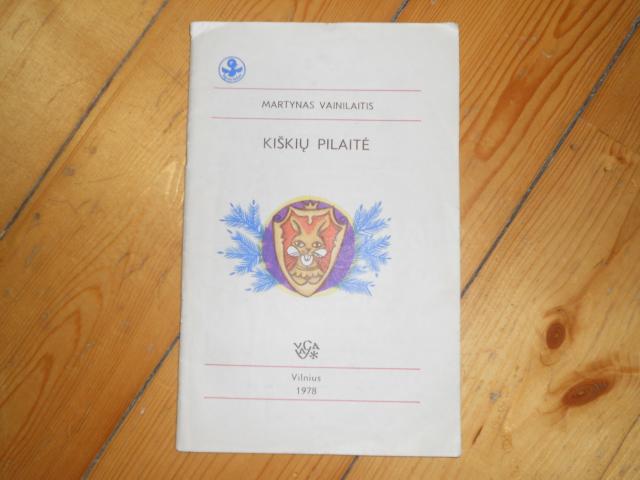 MARTYNAS VAINILAITIS
KIŠKIŲ PILAITĖ
Vilnius
1978